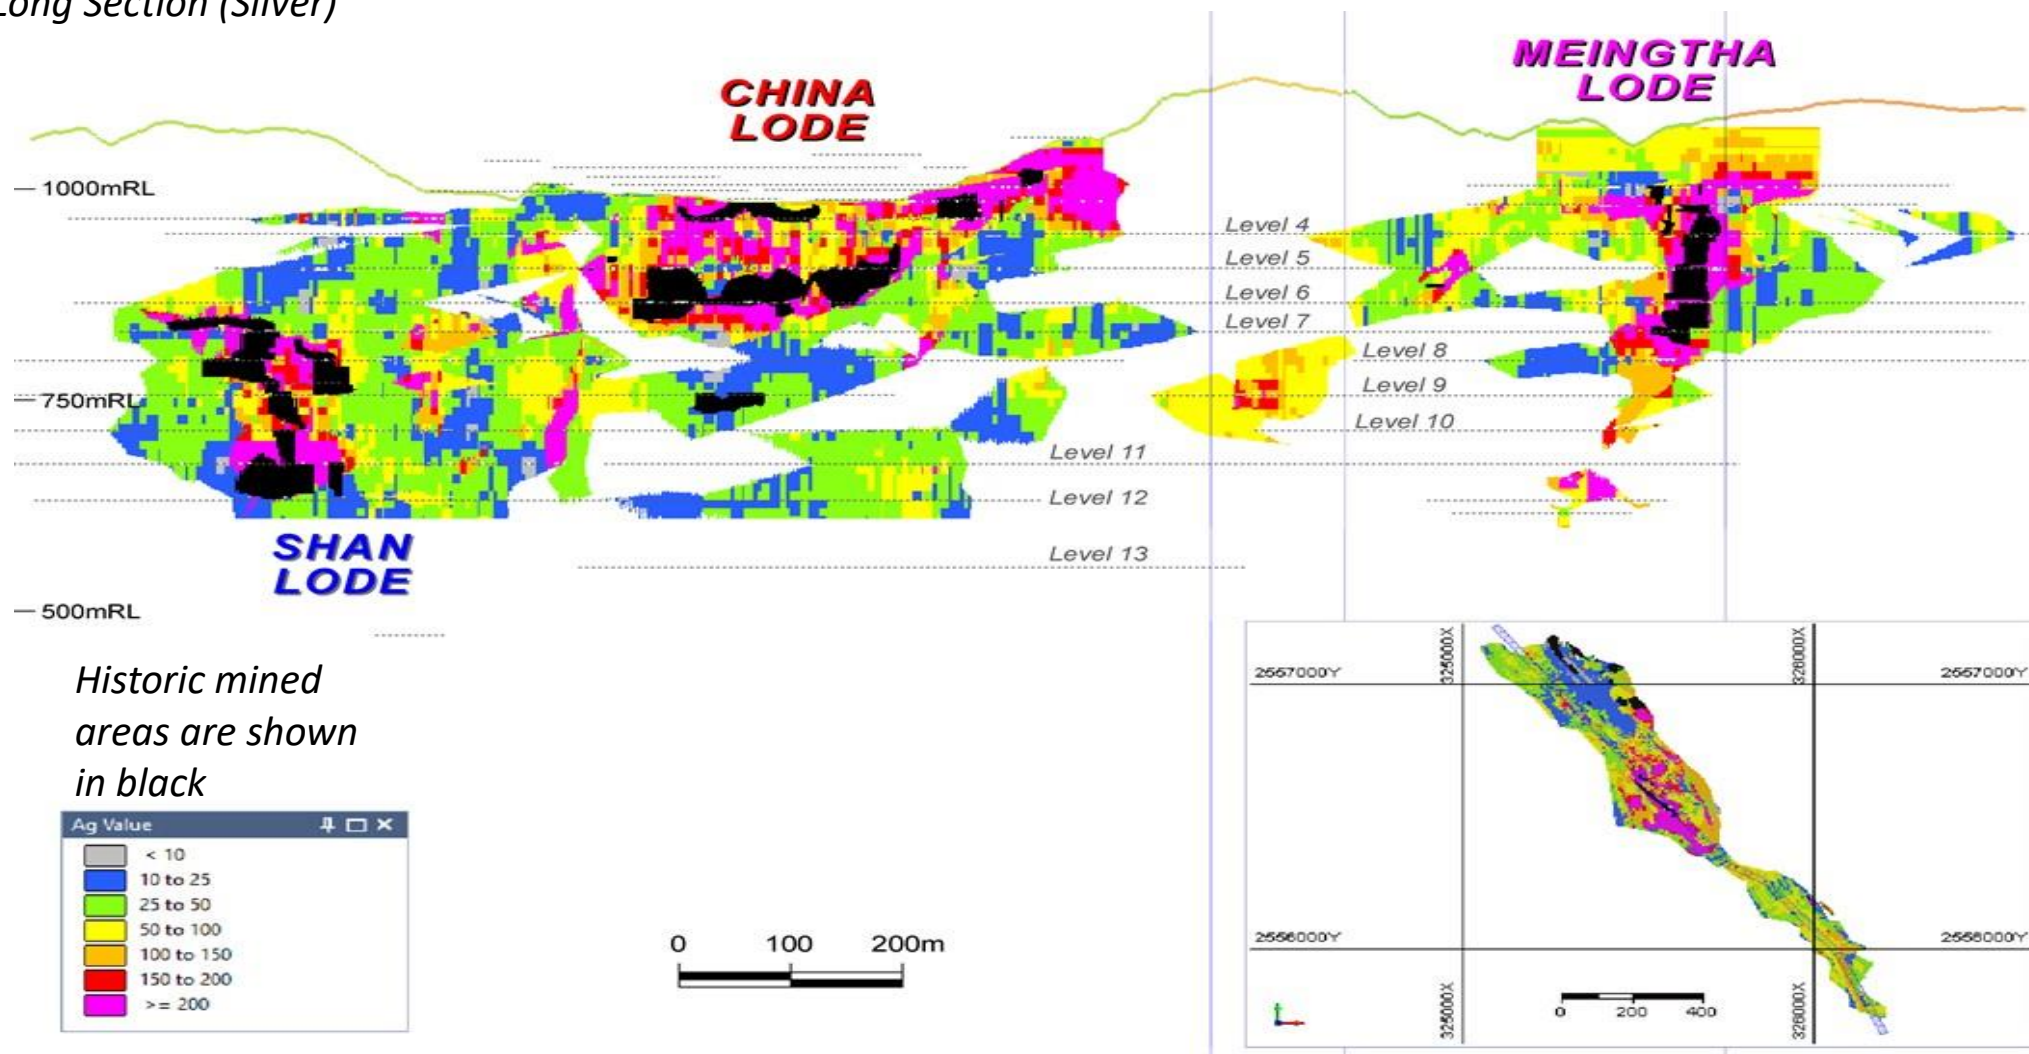 Long Section (Silver)
CHINA
LODE
MEINGTHA
LODE
1000mRL
Level 4
Level 5
Level 6
Level 7
Level 8
750mRL
Level 9
Level 10
Level 11
Level 12
SHAN
LODE
Level 13
500mRL
Historic mined
areas are shown
in black
Ag Value
< 10
10 to 25
25 to 50
50 to 100
100 to 150
150 to 200
>= 200
0 100 200m
325000X 326000X
2557000Y 2557000Y
2556000Y 2556000Y
0 200 400
325000X 326000X